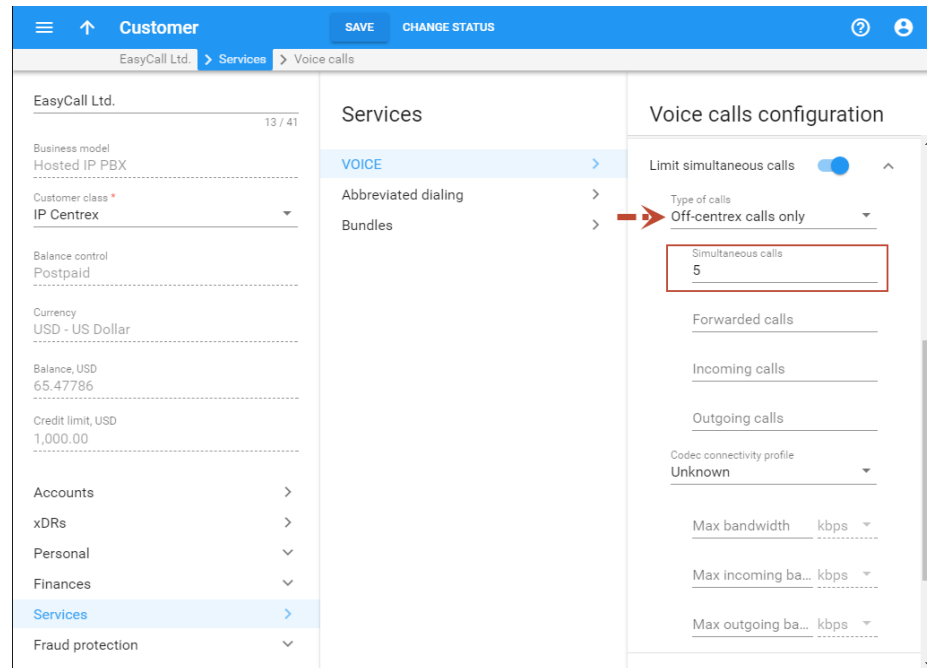 Customer
SAVE
CHANGE STATUS
EasyCall Ltd.
Services
Voice calls
EasyCall Ltd.
13 / 41
Business model
Hosted IP PBX
Customer class *
IP Centrex
Balance control
Postpaid
Currency
USD - US Dollar
Balance, USD
65.47786
Credit limit, USD
1,000.00
Accounts
xDRs
Personal
Finances
Services
Fraud protection
Services
VOICE
Abbreviated dialing
Bundles
Voice calls configuration
Limit simultaneous calls
Type of calls
Off-centrex calls only
Simultaneous calls
5
Forwarded calls
Incoming calls
Outgoing calls
Codec connectivity profile
Unknown
Max bandwidth kbps
Max incoming ba... kbps
Max outgoing ba... kbps